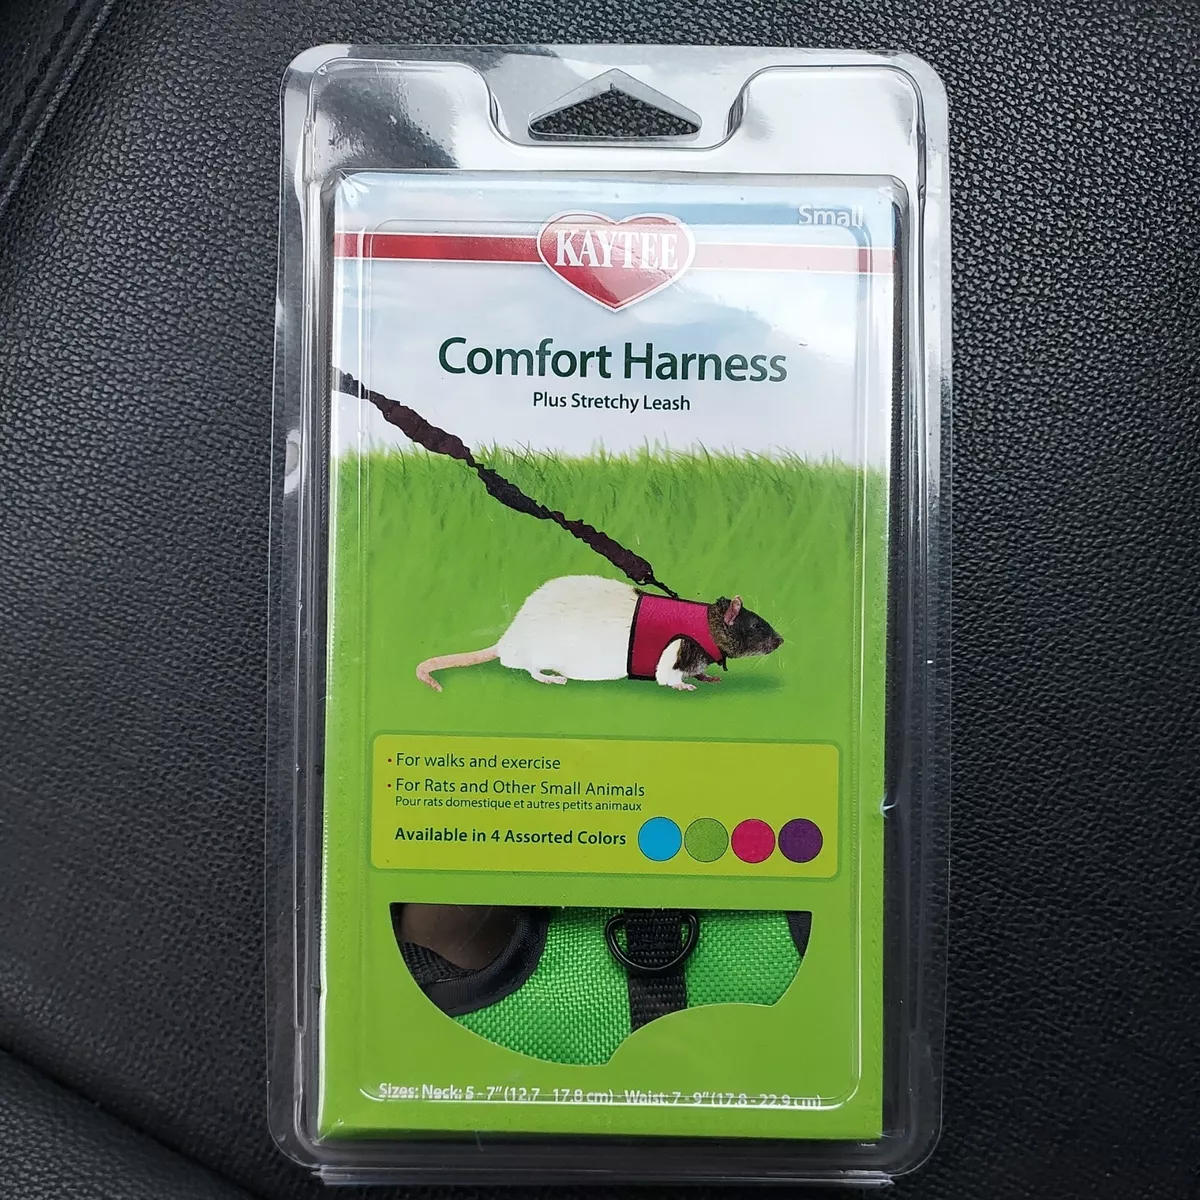 Small
KAYTEE
Comfort Harness
Plus Stretchy Leash
• For walks and exercise
• For Rats and Other Small Animals
Pour rats domestique et autres petits animaux
Available in 4 Assorted Colors
Sizes: Neck: 5 - 7" (12.7 - 17.8 cm) - Waist: 7 - 9" (17.8 - 22.9 cm)